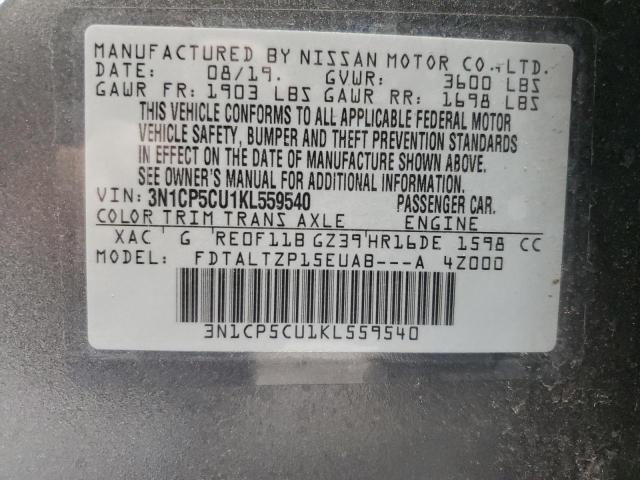 MANUFACTURED BY NISSAN MOTOR CO.,LTD.
DATE: 08/19. GVWR: 3600 LBS
GAWR FR: 1903 LBS GAWR RR: 1698 LBS
THIS VEHICLE CONFORMS TO ALL APPLICABLE FEDERAL MOTOR
VEHICLE SAFETY, BUMPER AND THEFT PREVENTION STANDARDS
IN EFFECT ON THE DATE OF MANUFACTURE SHOWN ABOVE.
SEE OWNER'S MANUAL FOR ADDITIONAL INFORMATION.
VIN: 3N1CP5CU1KL559540 PASSENGER CAR.
COLOR TRIM TRANS AXLE ENGINE
XAC G RE0F11B GZ39 HR16DE 1598 CC
MODEL: FDTALTZP15EUAB---A 4Z000
3N1CP5CU1KL559540